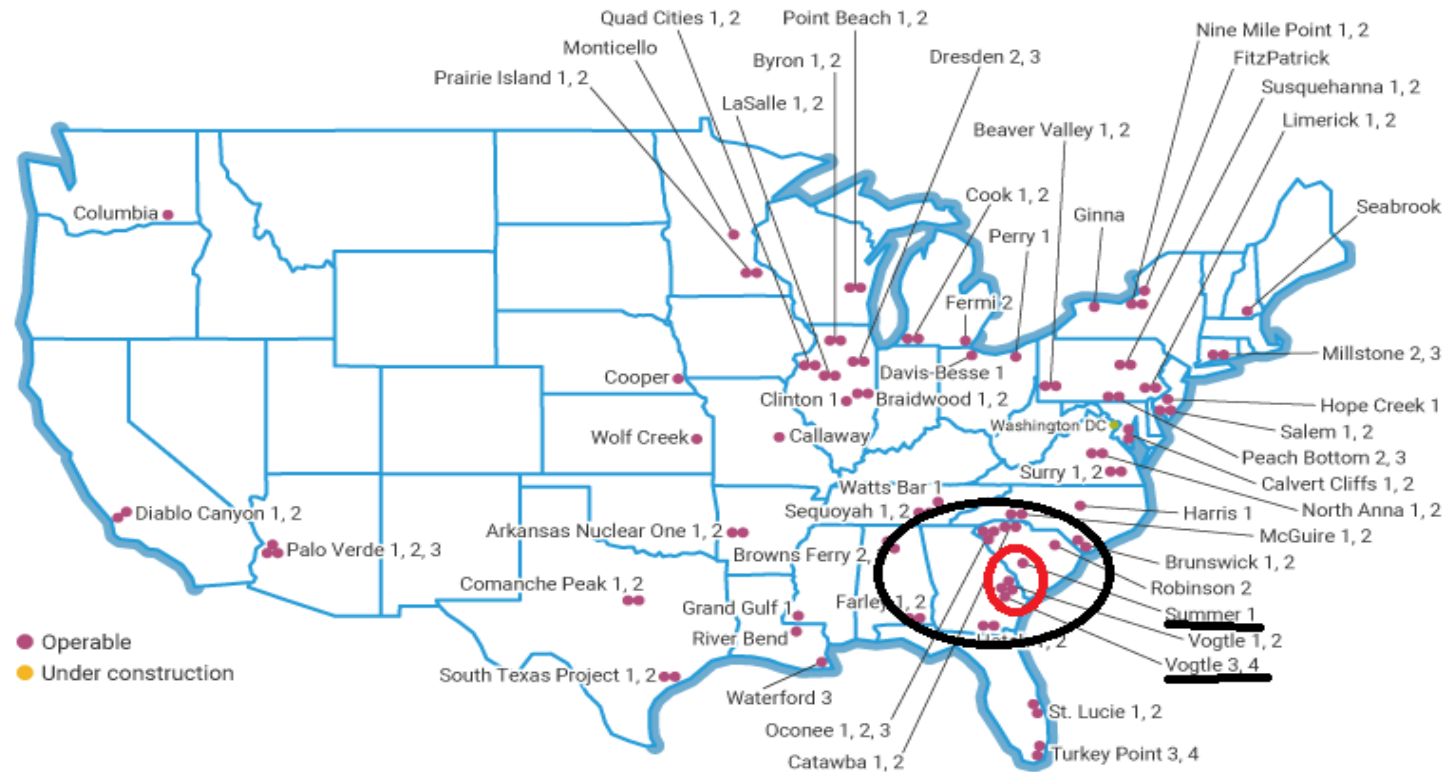 Quad Cities 1, 2
Point Beach 1, 2
Nine Mile Point 1, 2
Monticello
Byron 1, 2
Dresden 2, 3
FitzPatrick
Prairie Island 1, 2
Susquehanna 1, 2
LaSalle 1, 2
Limerick 1, 2
Beaver Valley 1, 2
Cook 1, 2
Ginna
Seabrook
Columbia
Perry 1
Fermi 2
Millstone 2, 3
Davis-Besse 1
Cooper
Clinton 1
Braidwood 1, 2
Hope Creek 1
Washington DC
Salem 1, 2
Wolf Creek
Callaway
Peach Bottom 2, 3
Surry 1, 2
Calvert Cliffs 1, 2
Watts Bar 1
North Anna 1, 2
Diablo Canyon 1, 2
Sequoyah 1, 2
Harris 1
Arkansas Nuclear One 1, 2
McGuire 1, 2
Palo Verde 1, 2, 3
Browns Ferry 2,
Brunswick 1, 2
Comanche Peak 1, 2
Robinson 2
Grand Gulf 1
Farley 1, 2
Summer 1
River Bend
Vogtle 1, 2
Operable
Vogtle 3, 4
Under construction
South Texas Project 1, 2
Waterford 3
St. Lucie 1, 2
Oconee 1, 2, 3
Turkey Point 3, 4
Catawba 1, 2